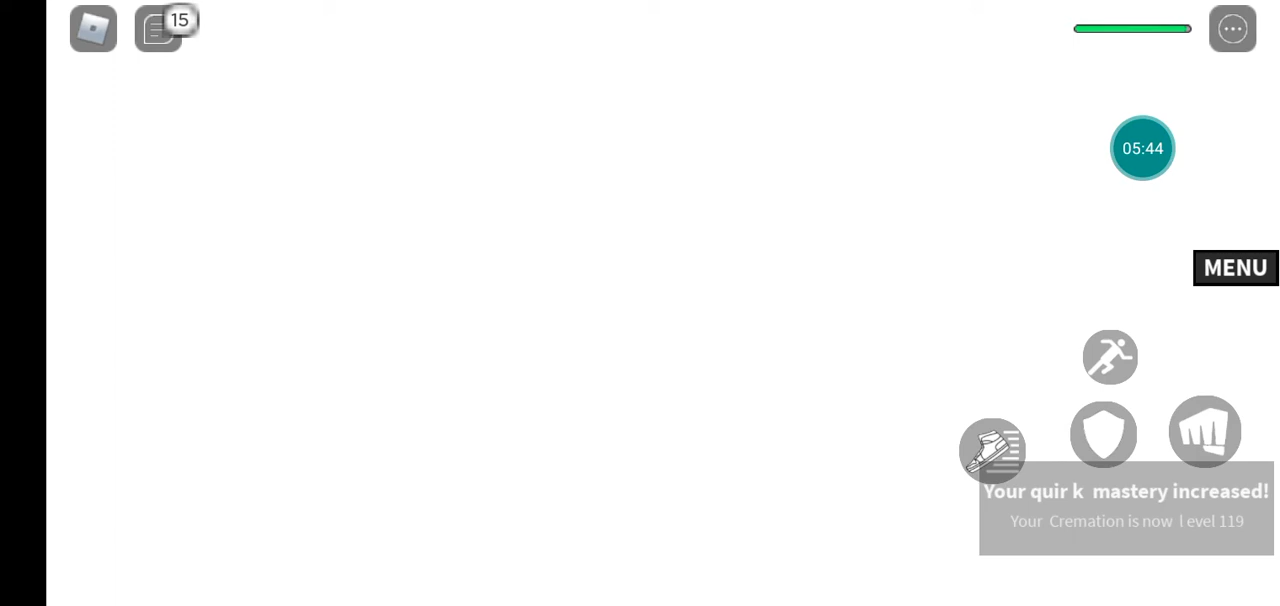 15
05:44
MENU
Your quir k mastery increased!
Your Cremation is now l evel 119